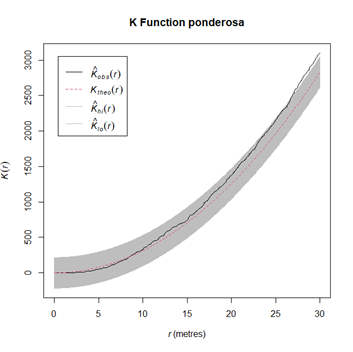 K Function ponderosa
K̂obs(r)
Ktheo(r)
K̂hi(r)
K̂lo(r)
K(r)
3000
2500
2000
1500
1000
500
0
0 5 10 15 20 25 30
r (metres)